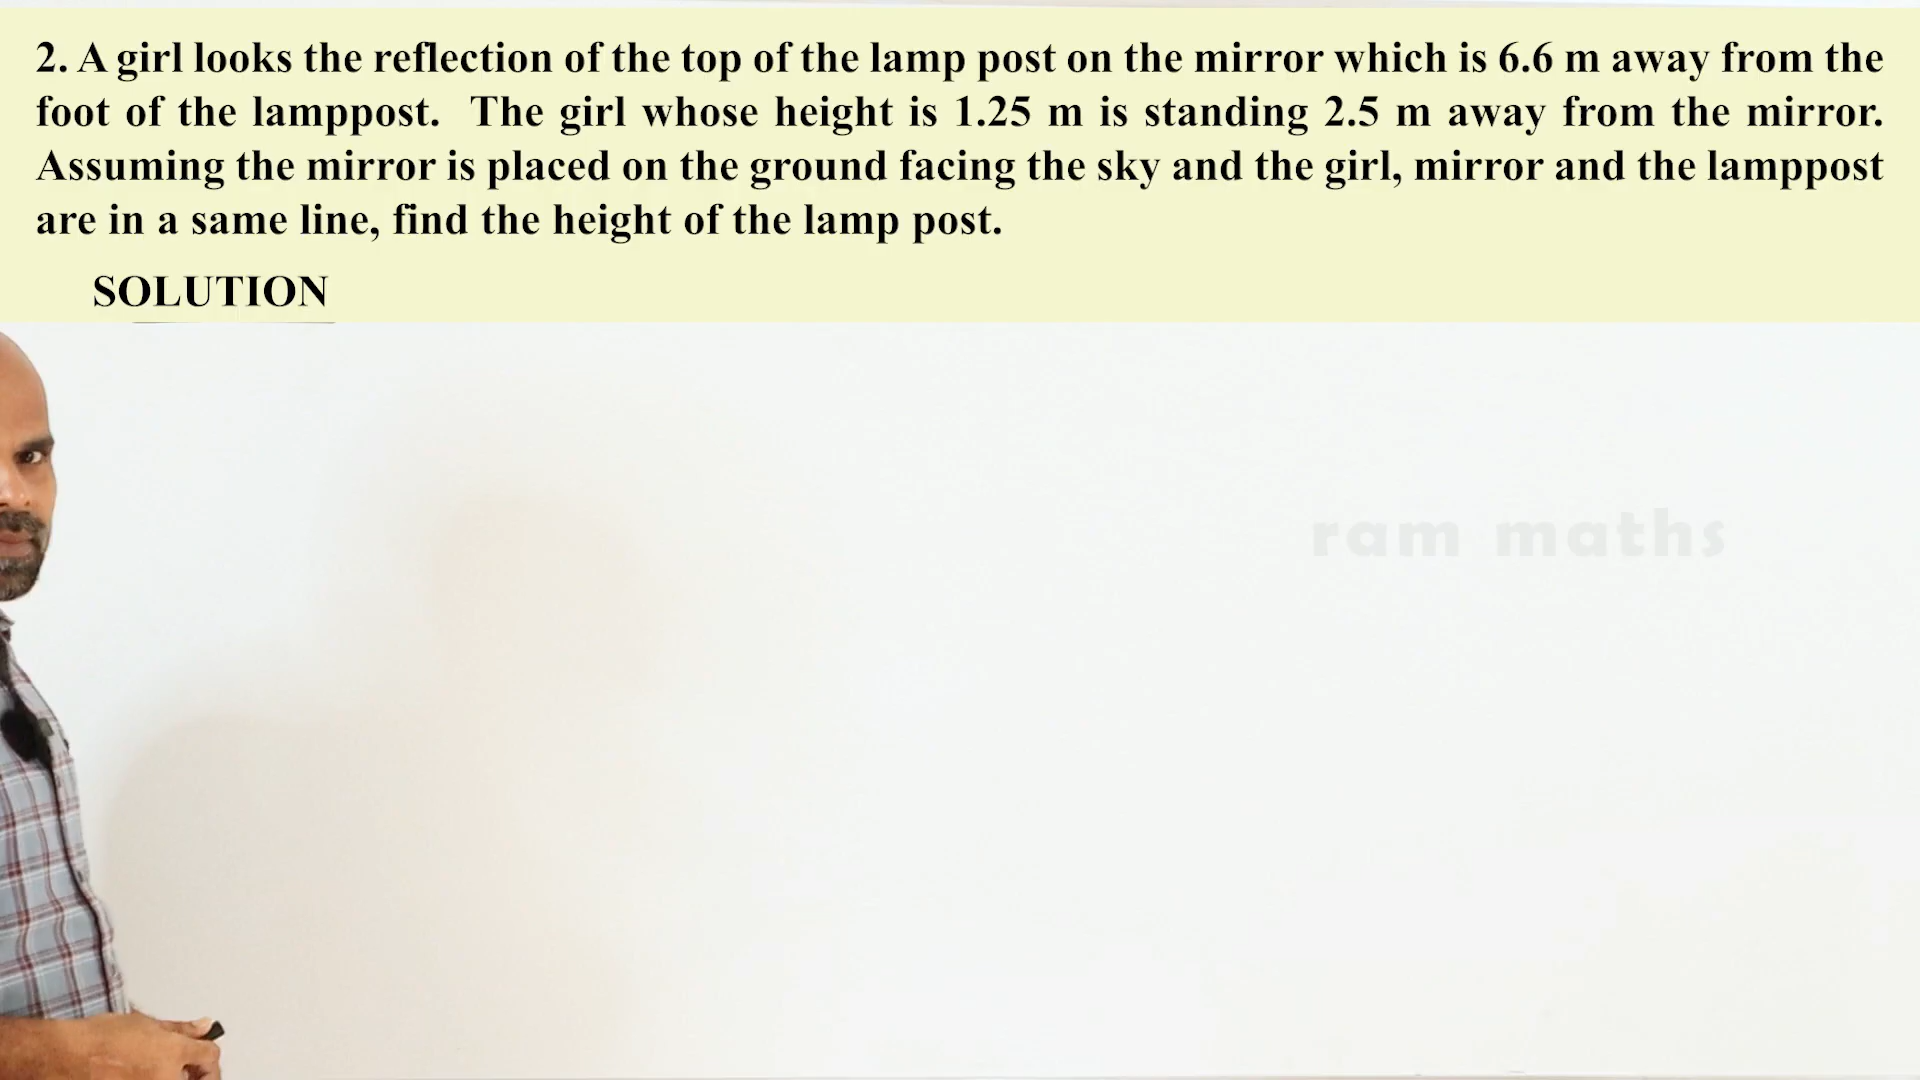 2. A girl looks the reflection of the top of the lamp post on the mirror which is 6.6 m away from the
foot of the lamppost. The girl whose height is 1.25 m is standing 2.5 m away from the mirror.
Assuming the mirror is placed on the ground facing the sky and the girl, mirror and the lamppost
are in a same line, find the height of the lamp post.
SOLUTION
ram maths